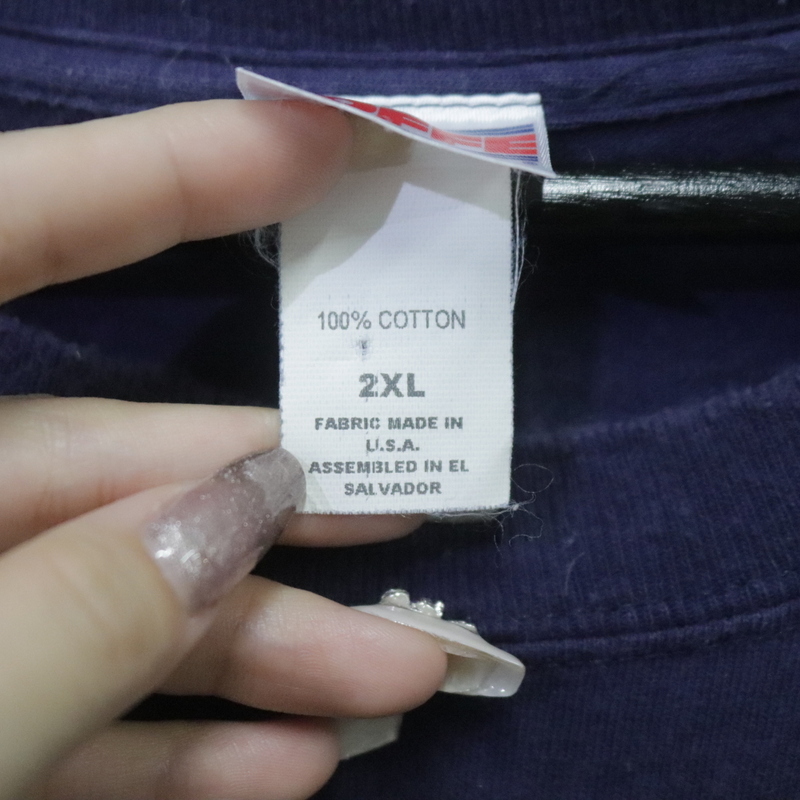 100% COTTON
2XL
FABRIC MADE IN
U.S.A.
ASSEMBLED IN EL
SALVADOR